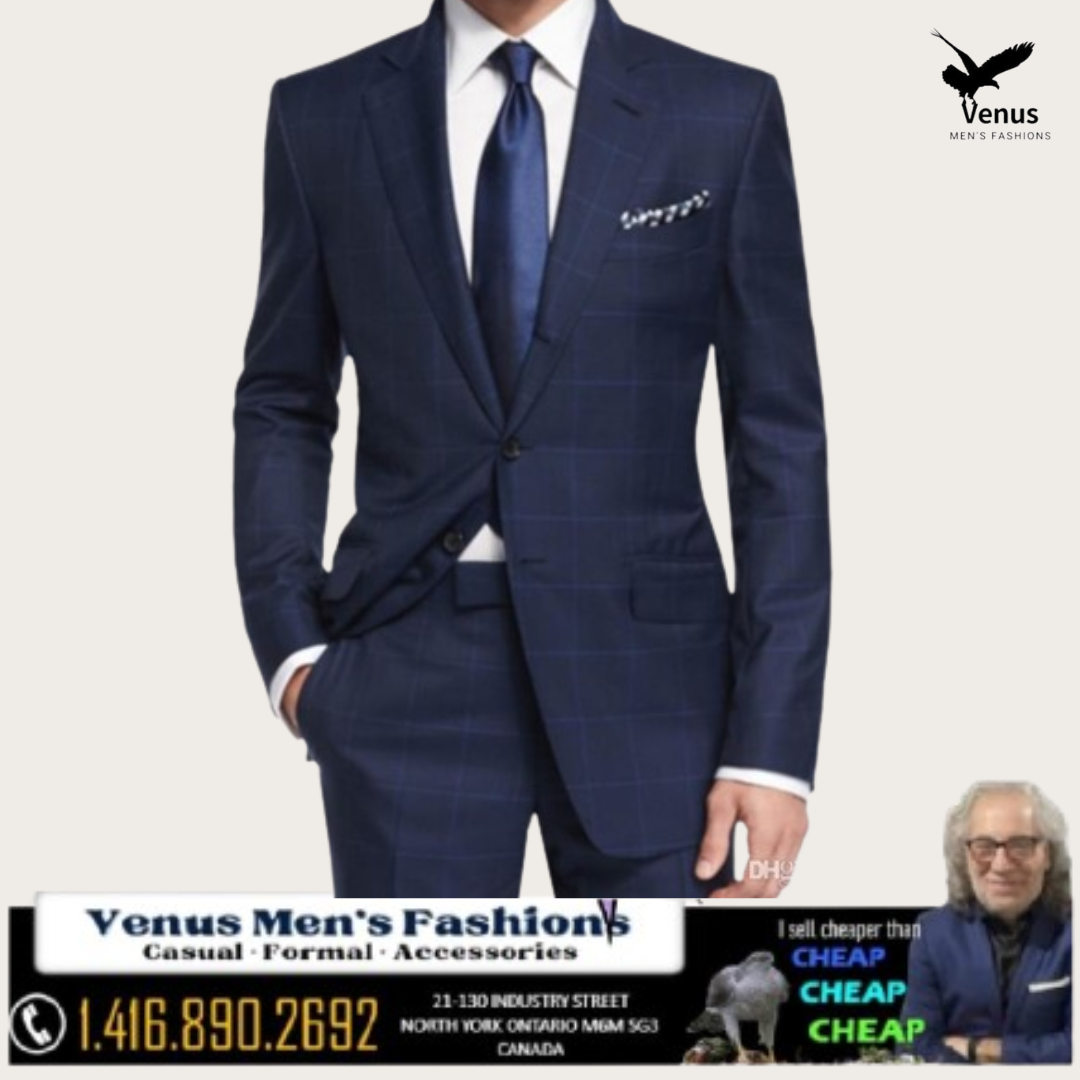 Venus
MEN'S FASHIONS
DH
Venus Men's Fashions
Casual · Formal · Accessories
1.416.890.2692
21-130 INDUSTRY STREET
NORTH YORK ONTARIO M6M 5G3
CANADA
I sell cheaper than
CHEAP
CHEAP
CHEAP